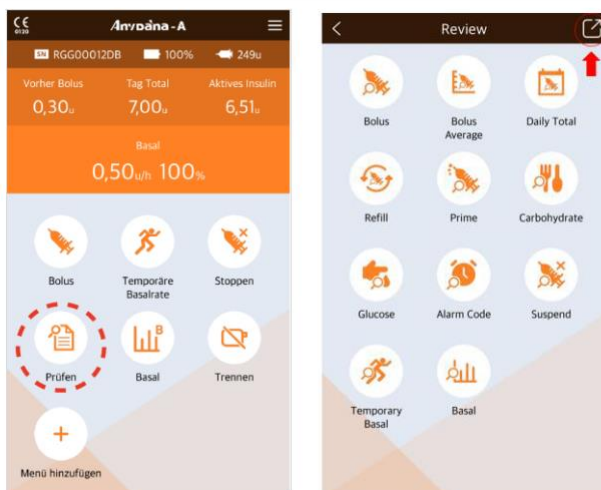 CE
0120
Anydana-A
SN RGG00012DB 100% 249u
Vorher Bolus Tag Total Aktives Insulin
0,30u 7,00u 6,51u
Basal
0,50u/h 100%
Bolus Temporäre Basalrate Stoppen
Prüfen B Basal Trennen
Menü hinzufügen
Review
Bolus Bolus Average Daily Total
Refill Prime Carbohydrate
Glucose Alarm Code Suspend
Temporary Basal Basal